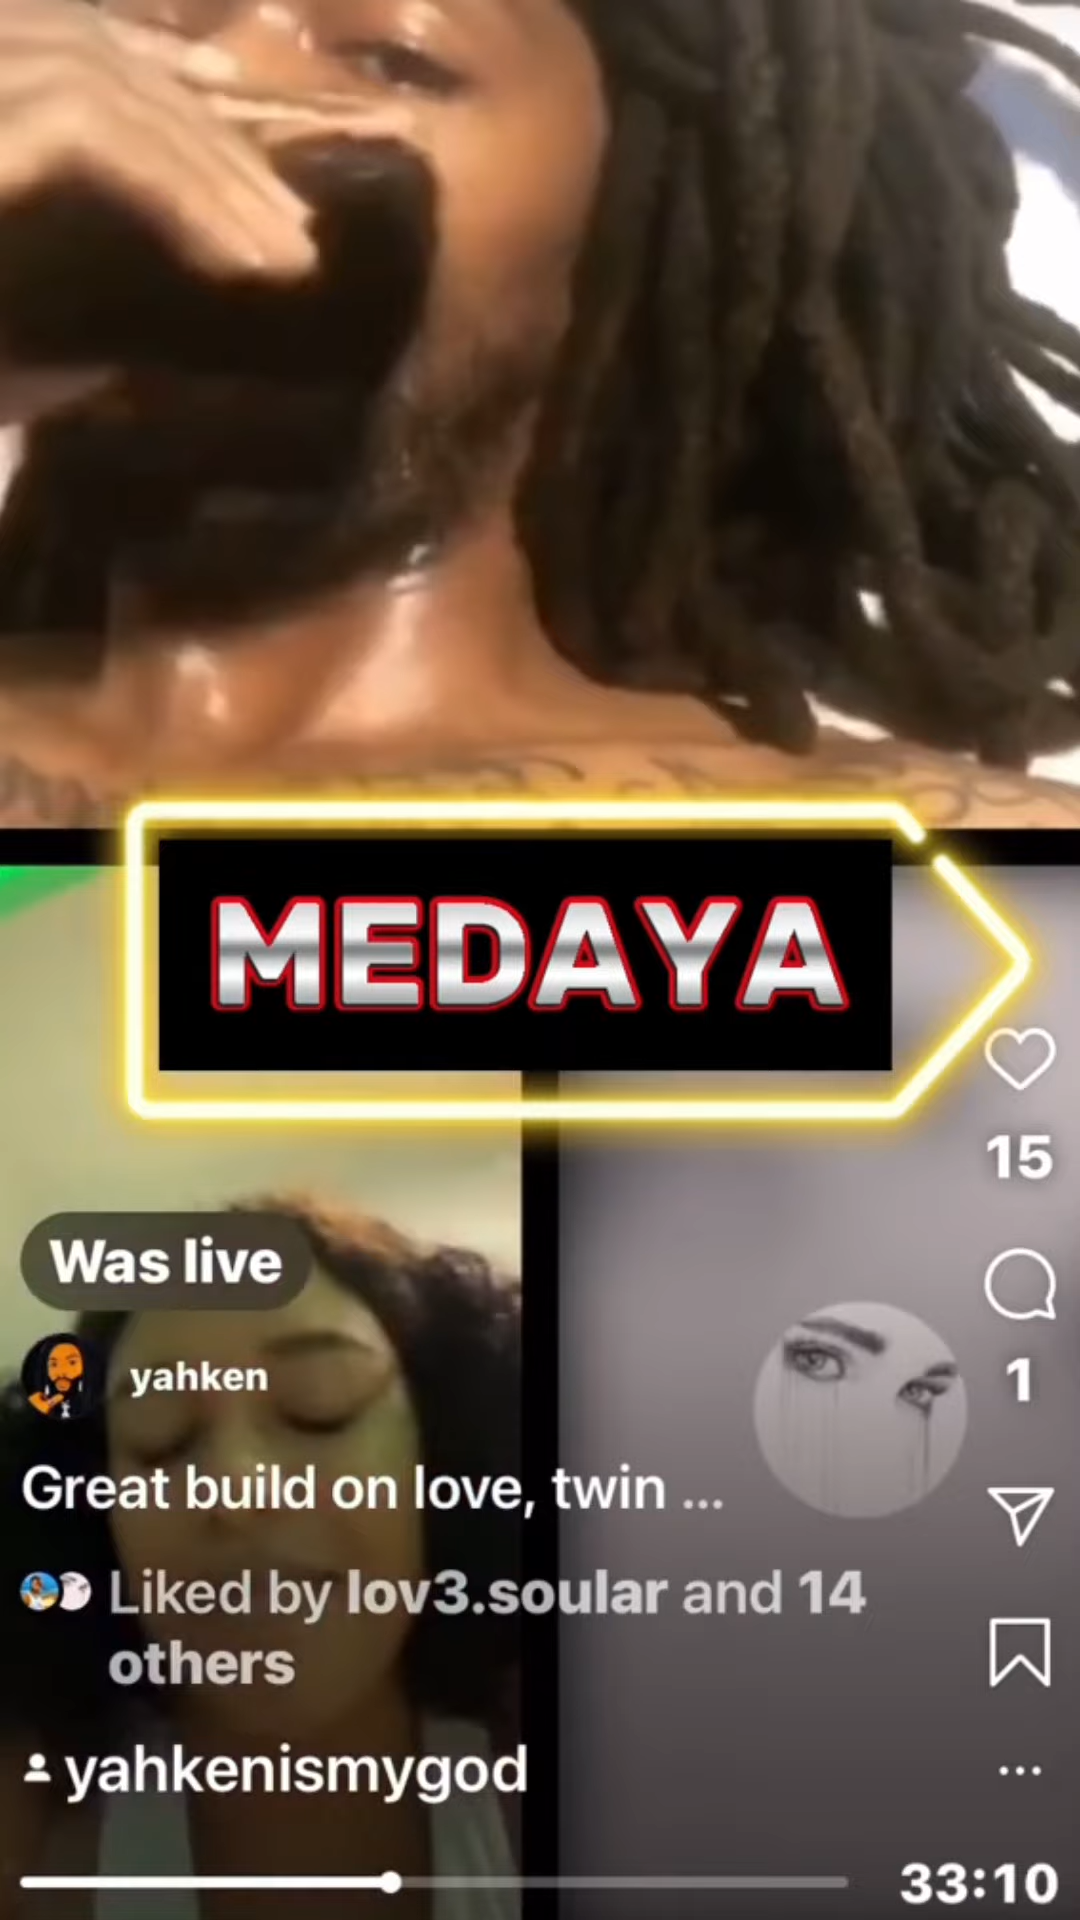 MEDAYA
15
Was live
yahken
1
Great build on love, twin ...
Liked by lov3.soular and 14
others
yahkenismygod
33:10